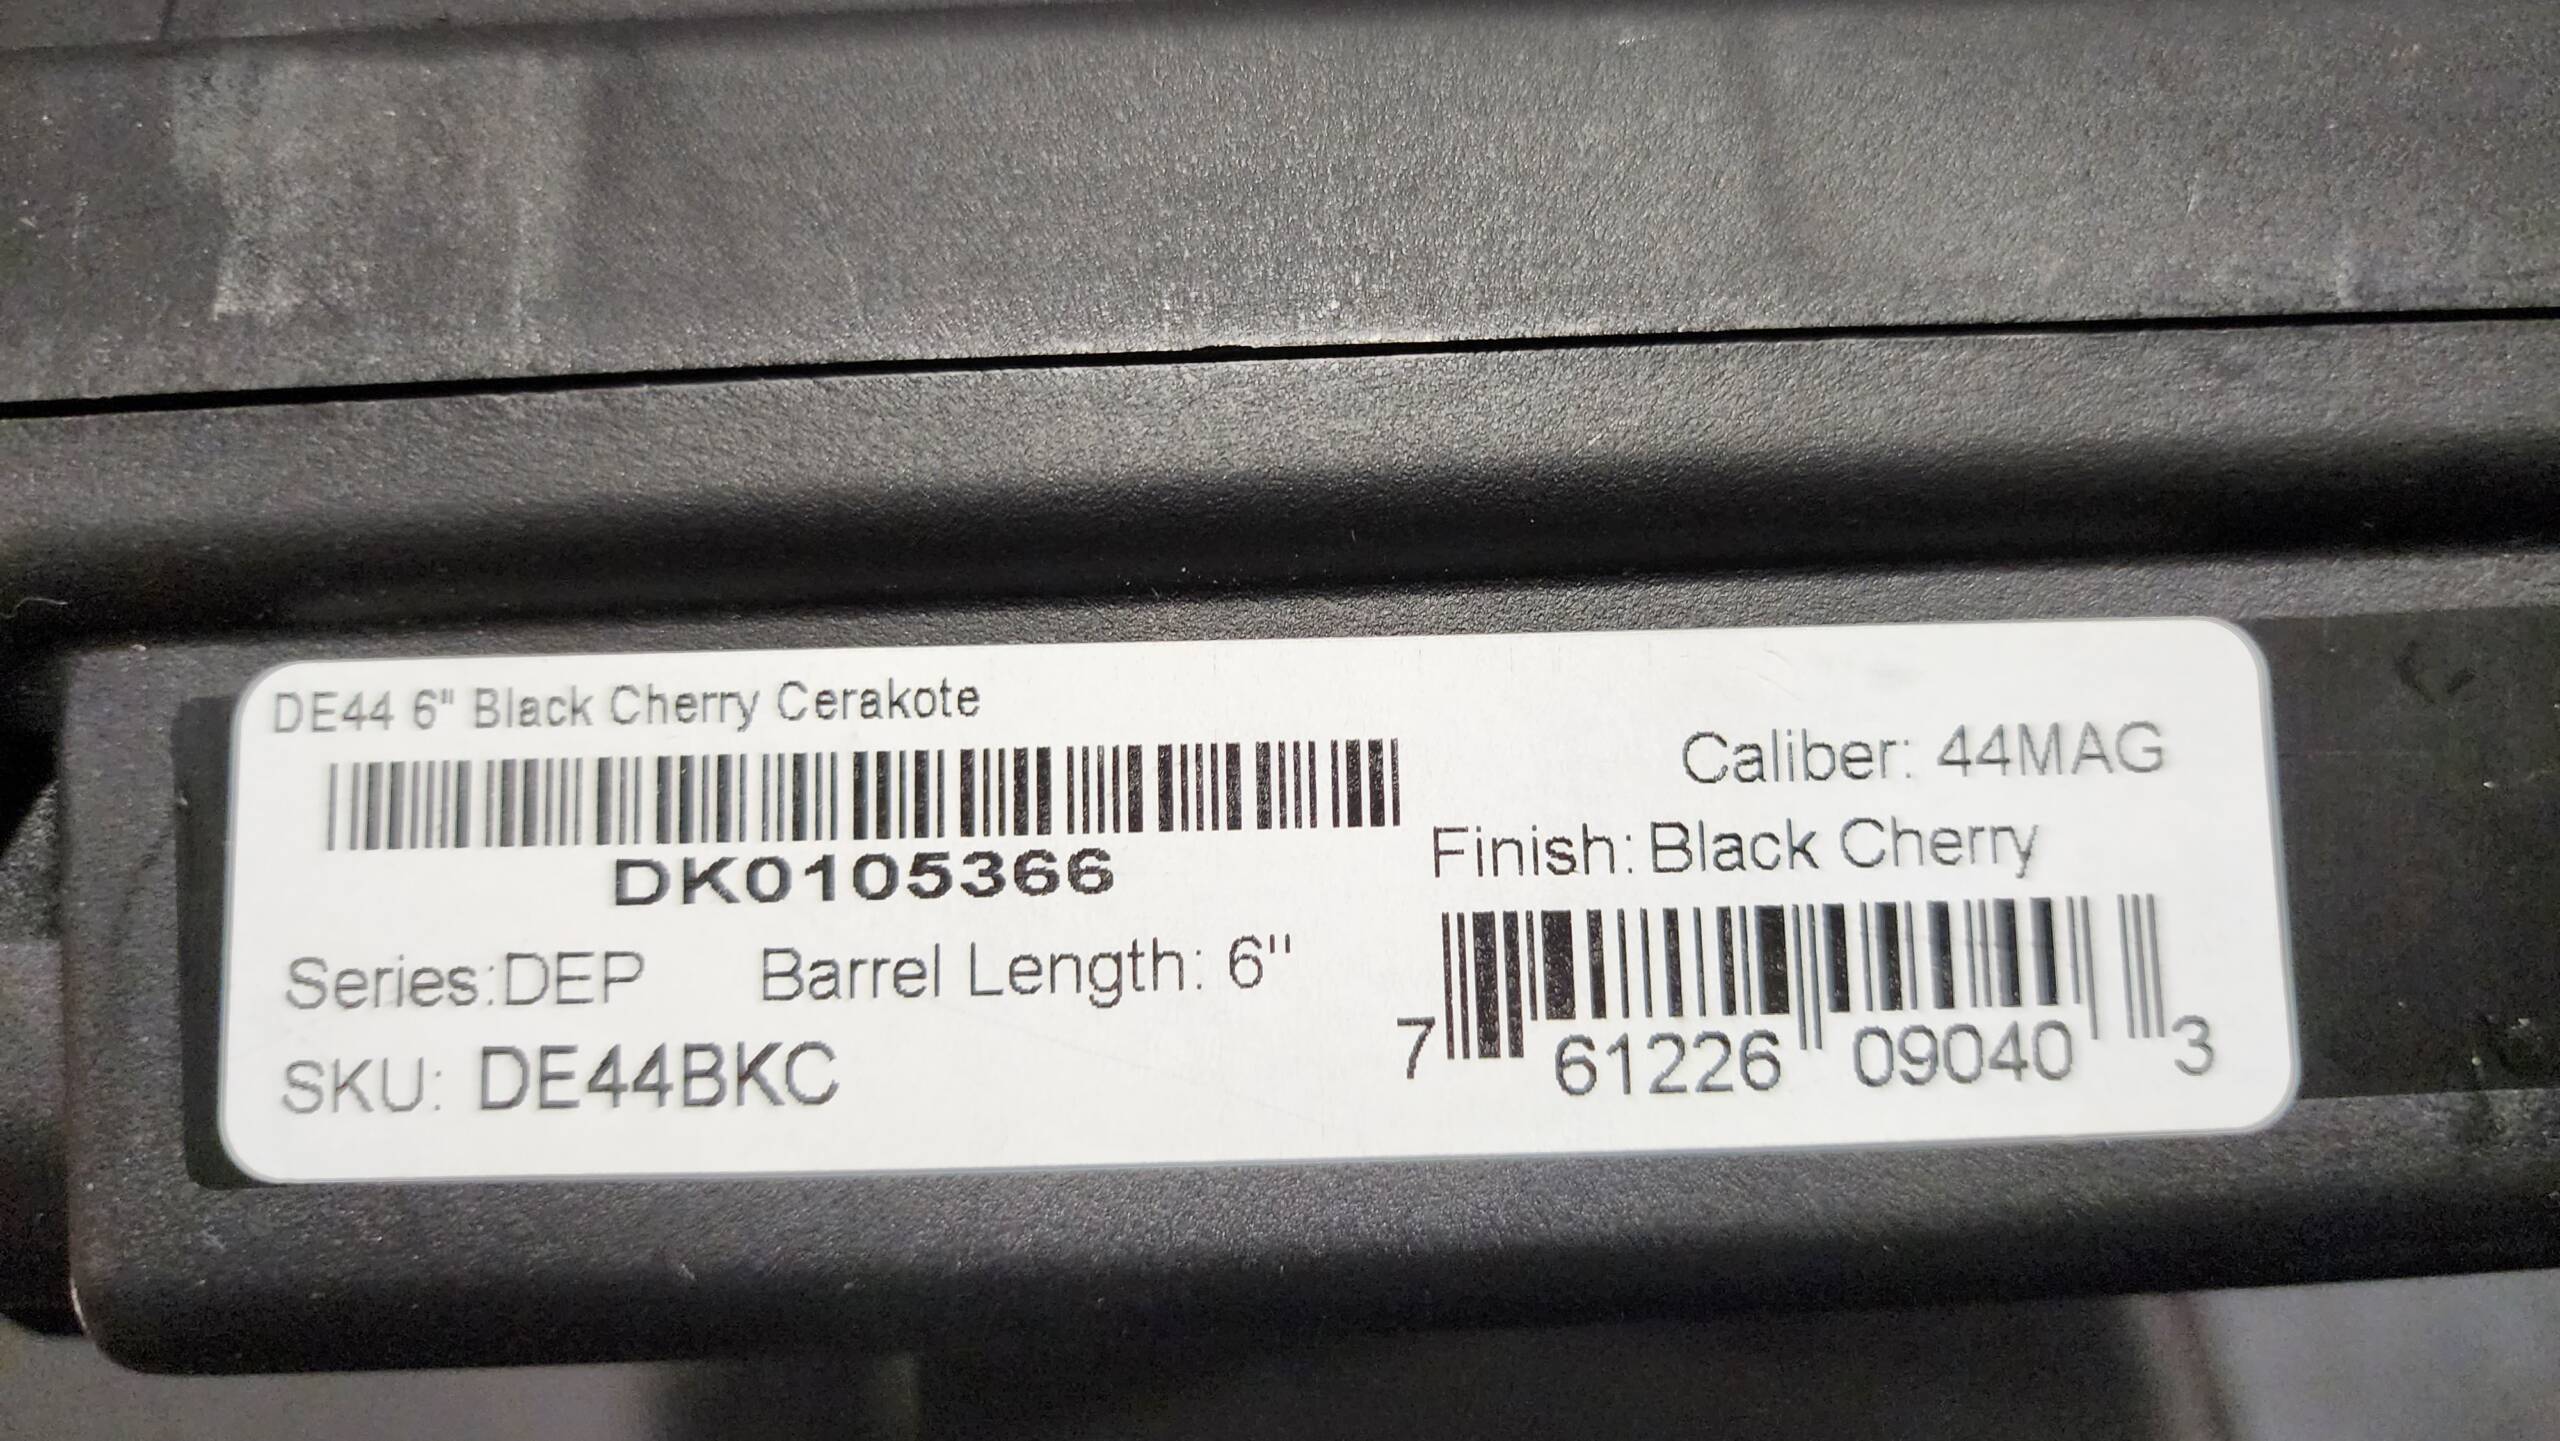 DE44 6" Black Cherry Cerakote
DK0105366
Caliber: 44MAG
Finish: Black Cherry
Series:DEP Barrel Length: 6"
SKU: DE44BKC
7 61226 09040 3